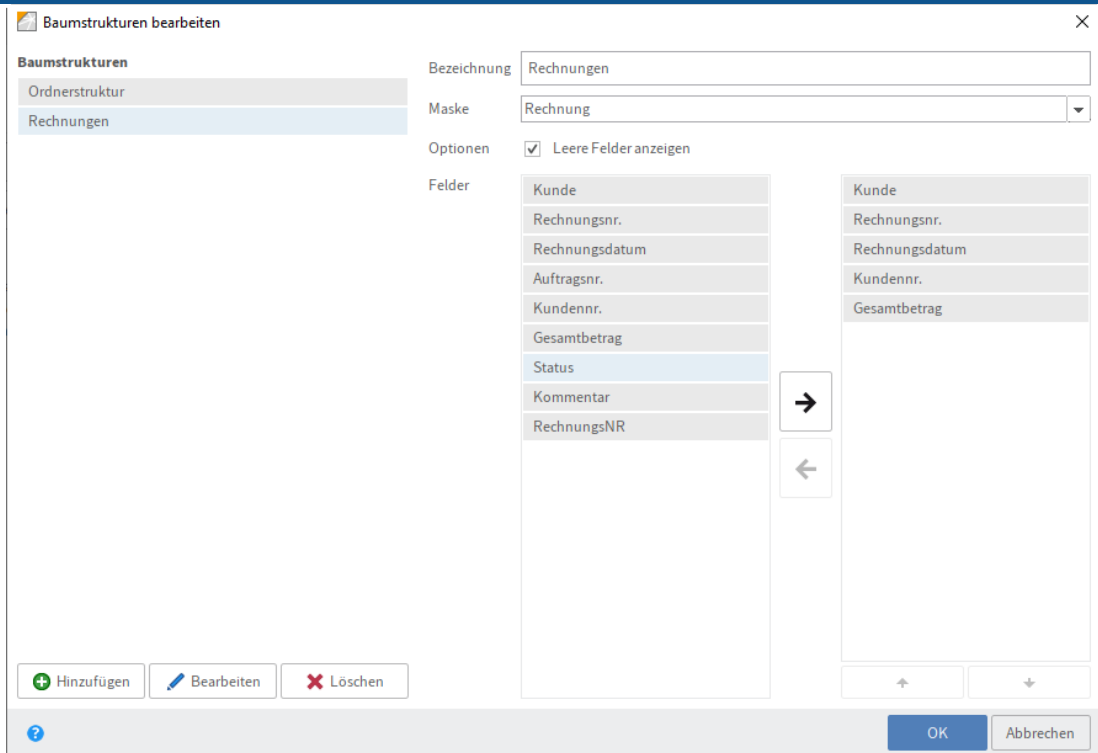 Baumstrukturen bearbeiten
Baumstrukturen
Ordnerstruktur
Rechnungen
Bezeichnung Rechnungen
Maske Rechnung
Optionen Leere Felder anzeigen
Felder
Kunde
Rechnungsnr.
Rechnungsdatum
Auftragsnr.
Kundennr.
Gesamtbetrag
Status
Kommentar
RechnungsNR
Kunde
Rechnungsnr.
Rechnungsdatum
Kundennr.
Gesamtbetrag
Hinzufügen Bearbeiten Löschen
? OK Abbrechen